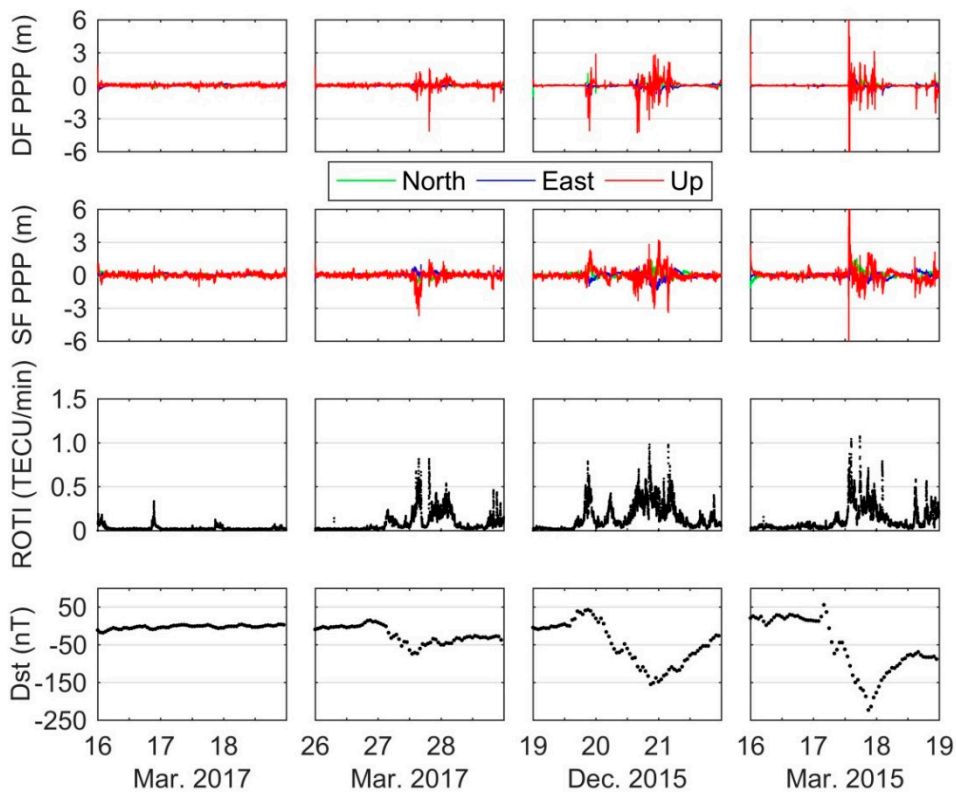 DF PPP (m)
6
3
0
-3
-6
North East Up
SF PPP (m)
6
3
0
-3
-6
ROTI (TECU/min)
1.5
1.0
0.5
0
Dst (nT)
50
-50
-150
-250
16 17 18 26 27 28 19 20 21 16 17 18 19
Mar. 2017 Mar. 2017 Dec. 2015 Mar. 2015